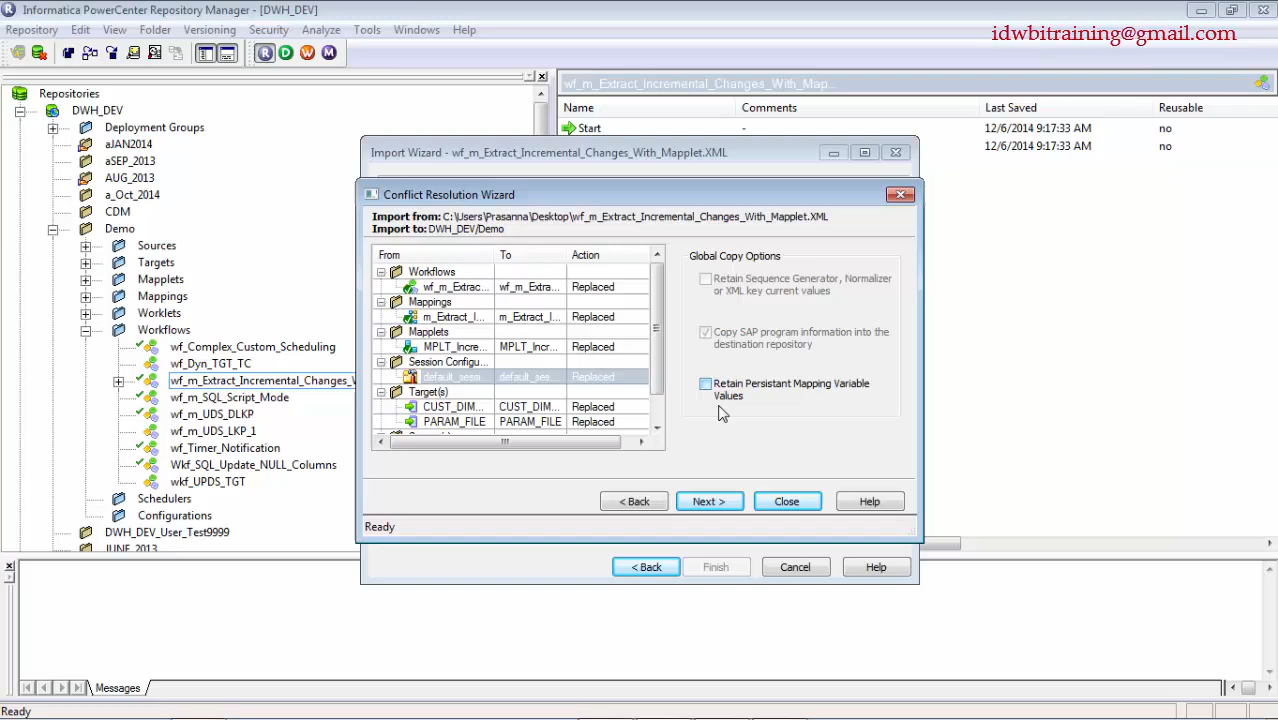 Informatica PowerCenter Repository Manager - [DWH_DEV]
Repository Edit View Folder Versioning Security Analyze Tools Windows Help
idwbitraining@gmail.com
Repositories
DWH_DEV
Deployment Groups
aJAN2014
aSEP_2013
AUG_2013
a_Oct_2014
CDM
Demo
Sources
Targets
Mapplets
Mappings
Worklets
Workflows
wf_Complex_Custom_Scheduling
wf_Dyn_TGT_TC
wf_m_Extract_Incremental_Changes_V
wf_m_SQL_Script_Mode
wf_m_UDS_DLKP
wf_m_UDS_LKP_1
wf_Timer_Notification
Wkf_SQL_Update_NULL_Columns
wkf_UPDS_TGT
Schedulers
Configurations
DWH_DEV_User_Test9999
JUNE_2013
wf_m_Extract_Incremental_Changes_With_Map...
Name Comments Last Saved Reusable
Start - 12/6/2014 9:17:33 AM no
12/6/2014 9:17:33 AM no
Import Wizard - wf_m_Extract_Incremental_Changes_With_Mapplet.XML
Conflict Resolution Wizard
Import from: C:\Users\Prasanna\Desktop\wf_m_Extract_Incremental_Changes_With_Mapplet.XML
Import to: DWH_DEV/Demo
From To Action
Workflows
wf_m_Extrac... wf_m_Extra... Replaced
Mappings
m_Extract_I... m_Extract_I... Replaced
Mapplets
MPLT_Incre... MPLT_Incr... Replaced
Session Configu...
default_sessi... default_ses... Replaced
Target(s)
CUST_DIM... CUST_DIM... Replaced
PARAM_FILE PARAM_FILE Replaced
Global Copy Options
Retain Sequence Generator, Normalizer
or XML key current values
Copy SAP program information into the
destination repository
Retain Persistant Mapping Variable
Values
< Back Next > Close Help
Ready
< Back Finish Cancel Help
Messages
Ready